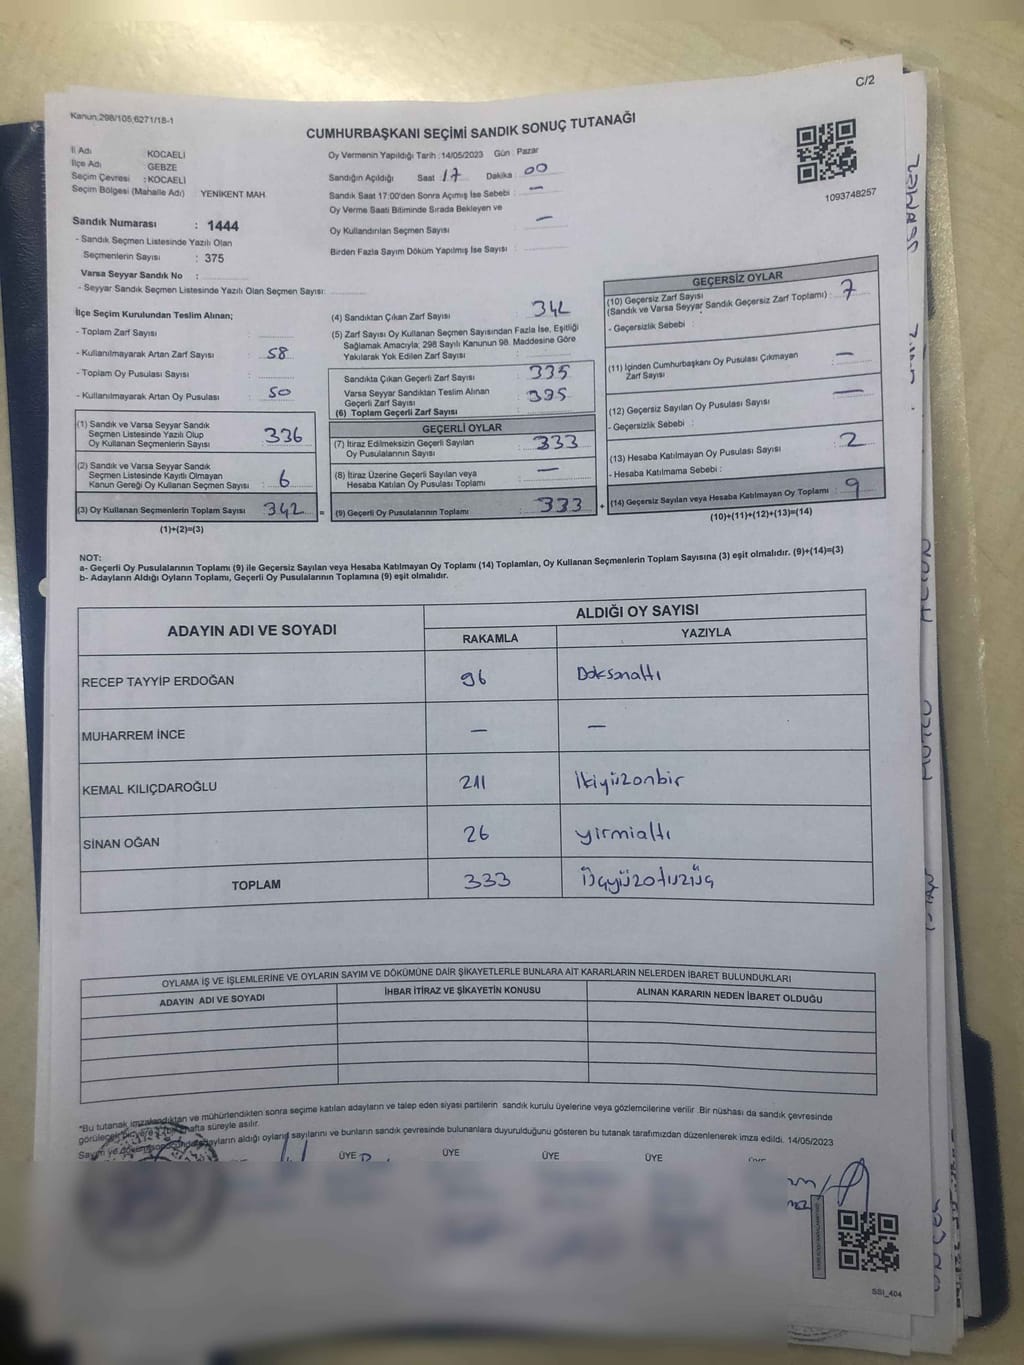 C/2
Kanun:298/105;6271/18-1
CUMHURBAŞKANI SEÇİMİ SANDIK SONUÇ TUTANAĞI
İl Adı : KOCAELİ
İlçe Adı : GEBZE
Seçim Çevresi : KOCAELİ
Seçim Bölgesi (Mahalle Adı) YENİKENT MAH.
Sandık Numarası : 1444
- Sandık Seçmen Listesinde Yazılı Olan
Seçmenlerin Sayısı : 375
Varsa Seyyar Sandık No :
- Seyyar Sandık Seçmen Listesinde Yazılı Olan Seçmen Sayısı:
Oy Vermenin Yapıldığı Tarih :14/05/2023 Gün : Pazar
Sandığın Açıldığı Saat 17 Dakika : 00
Sandık Saat 17:00'den Sonra Açımış İse Sebebi : —
Oy Verme Saati Bitiminde Sırada Bekleyen ve
Oy Kullandırılan Seçmen Sayısı : —
Birden Fazla Sayım Döküm Yapılmış İse Sayısı :
1093748257
İlçe Seçim Kurulundan Teslim Alınan;
- Toplam Zarf Sayısı :
- Kullanılmayarak Artan Zarf Sayısı : 58
- Toplam Oy Pusulası Sayısı :
- Kullanılmayarak Artan Oy Pusulası : 50
(1) Sandık ve Varsa Seyyar Sandık
Seçmen Listesinde Yazılı Olup
Oy Kullanan Seçmenlerin Sayısı 336
(2) Sandık ve Varsa Seyyar Sandık
Seçmen Listesinde Kayıtlı Olmayan
Kanun Gereği Oy Kullanan Seçmen Sayısı : 6
(3) Oy Kullanan Seçmenlerin Toplam Sayısı 342 =
(1)+(2)=(3)
(4) Sandıktan Çıkan Zarf Sayısı : 342
(5) Zarf Sayısı Oy Kullanan Seçmen Sayısından Fazla İse, Eşitliği
Sağlamak Amacıyla; 298 Sayılı Kanunun 98. Maddesine Göre
Yakılarak Yok Edilen Zarf Sayısı :
Sandıkta Çıkan Geçerli Zarf Sayısı : 335
Varsa Seyyar Sandıktan Teslim Alınan
Geçerli Zarf Sayısı
(6) Toplam Geçerli Zarf Sayısı :
GEÇERLİ OYLAR
(7) İtiraz Edilmeksizin Geçerli Sayılan
Oy Pusulalarının Sayısı : 333
(8) İtiraz Üzerine Geçerli Sayılan veya
Hesaba Katılan Oy Pusulası Toplamı : —
(9) Geçerli Oy Pusulalarının Toplamı : 333 +
GEÇERSİZ OYLAR
(10) Geçersiz Zarf Sayısı
(Sandık ve Varsa Seyyar Sandık Geçersiz Zarf Toplamı) : 7
- Geçersizlik Sebebi :
(11) İçinden Cumhurbaşkanı Oy Pusulası Çıkmayan
Zarf Sayısı : —
(12) Geçersiz Sayılan Oy Pusulası Sayısı : —
- Geçersizlik Sebebi :
(13) Hesaba Katılmayan Oy Pusulası Sayısı : 2
- Hesaba Katılmama Sebebi :
(14) Geçersiz Sayılan veya Hesaba Katılmayan Oy Toplamı : 9
(10)+(11)+(12)+(13)=(14)
NOT:
a- Geçerli Oy Pusulalarının Toplamı (9) ile Geçersiz Sayılan veya Hesaba Katılmayan Oy Toplamı (14) Toplamları, Oy Kullanan Seçmenlerin Toplam Sayısına (3) eşit olmalıdır. (9)+(14)=(3)
b- Adayların Aldığı Oyların Toplamı, Geçerli Oy Pusulalarının Toplamına (9) eşit olmalıdır.
ADAYIN ADI VE SOYADI ALDIĞI OY SAYISI
RAKAMLA YAZIYLA
RECEP TAYYİP ERDOĞAN 96 Doksanaltı
MUHARREM İNCE — —
KEMAL KILIÇDAROĞLU 211 ikiyüzonbir
SİNAN OĞAN 26 yirmialtı
TOPLAM 333 Üçyüzotuzüç
OYLAMA İŞ VE İŞLEMLERİNE VE OYLARIN SAYIM VE DÖKÜMÜNE DAİR ŞİKAYETLERLE BUNLARA AİT KARARLARIN NELERDEN İBARET BULUNDUKLARI
ADAYIN ADI VE SOYADI İHBAR İTİRAZ VE ŞİKAYETİN KONUSU ALINAN KARARIN NEDEN İBARET OLDUĞU
*Bu tutanak imzalandıktan ve mühürlendikten sonra seçime katılan adayların ve talep eden siyasi partilerin sandık kurulu üyelerine veya gözlemcilerine verilir .Bir nüshası da sandık çevresinde
görülecek bir yere hafta süreyle asılır.
Sayım ve adayların aldığı oyların sayılarını ve bunların sandık çevresinde bulunanlara duyurulduğunu gösteren bu tutanak tarafımızdan düzenlenerek imza edildi. 14/05/2023
ÜYE ÜYE ÜYE ÜYE
SSİ_404